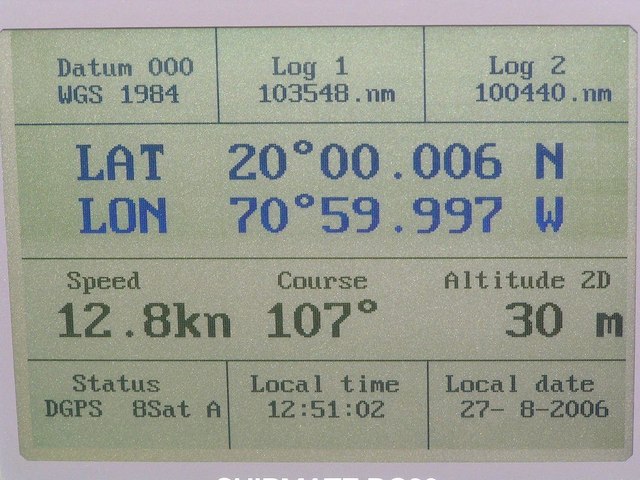 Datum 000 Log 1 Log 2
WGS 1984 103548.nm 100440.nm
LAT 20°00.006 N
LON 70°59.997 W
Speed Course Altitude 2D
12.8kn 107° 30 m
Status Local time Local date
DGPS 8Sat A 12:51:02 27- 8-2006